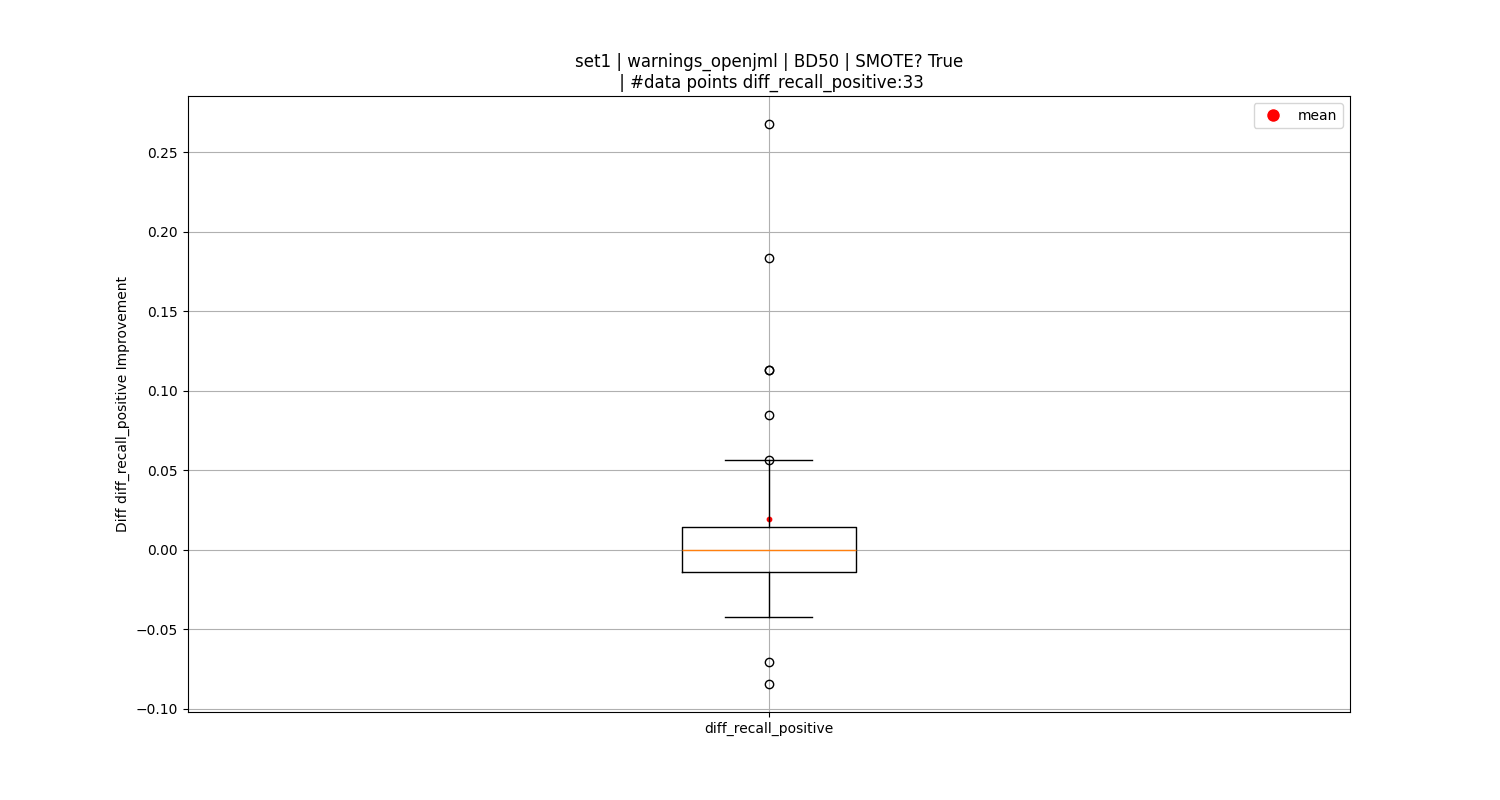 set1 | warnings_openjml | BD50 | SMOTE? True
| #data points diff_recall_positive:33
mean
0.25
0.20
0.15
0.10
0.05
0.00
−0.05
−0.10
Diff diff_recall_positive Improvement
diff_recall_positive